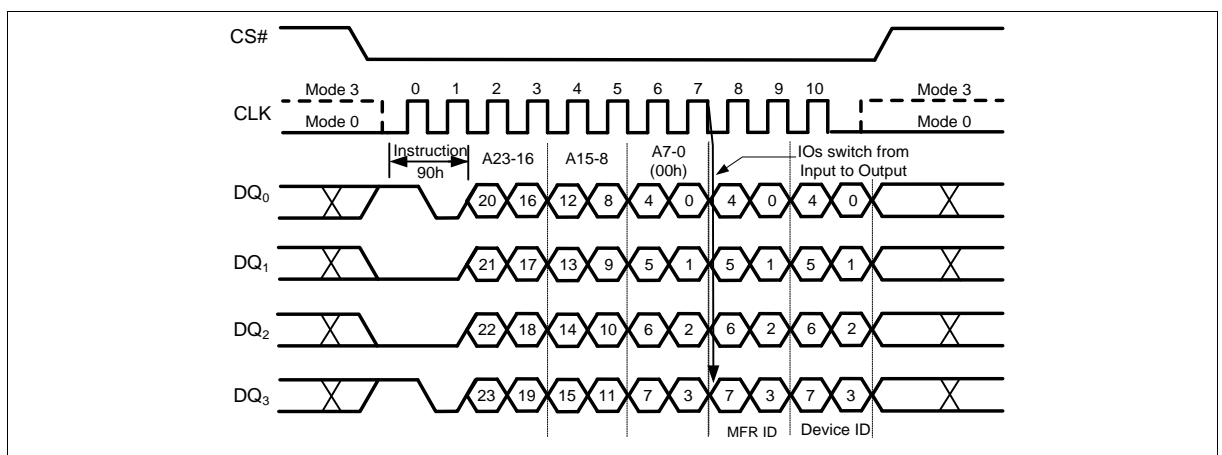 CS#
Mode 3 0 1 2 3 4 5 6 7 8 9 10 Mode 3
CLK
Mode 0 Mode 0
Instruction 90h A23-16 A15-8 A7-0 (00h) IOs switch from Input to Output
DQ0 20 16 12 8 4 0 4 0 4 0
DQ1 21 17 13 9 5 1 5 1 5 1
DQ2 22 18 14 10 6 2 6 2 6 2
DQ3 23 19 15 11 7 3 7 3 7 3
MFR ID Device ID